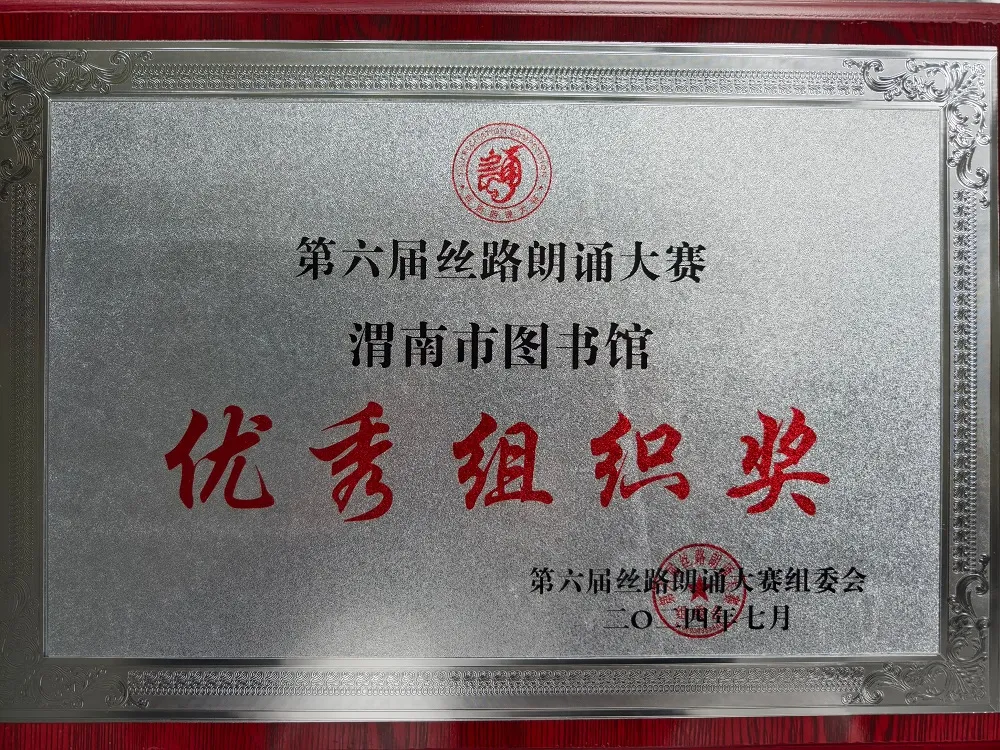 誦
第六届丝路朗诵大赛
渭南市图书馆
优秀组织奖
第六届丝路朗诵大赛组委会
二〇二四年七月